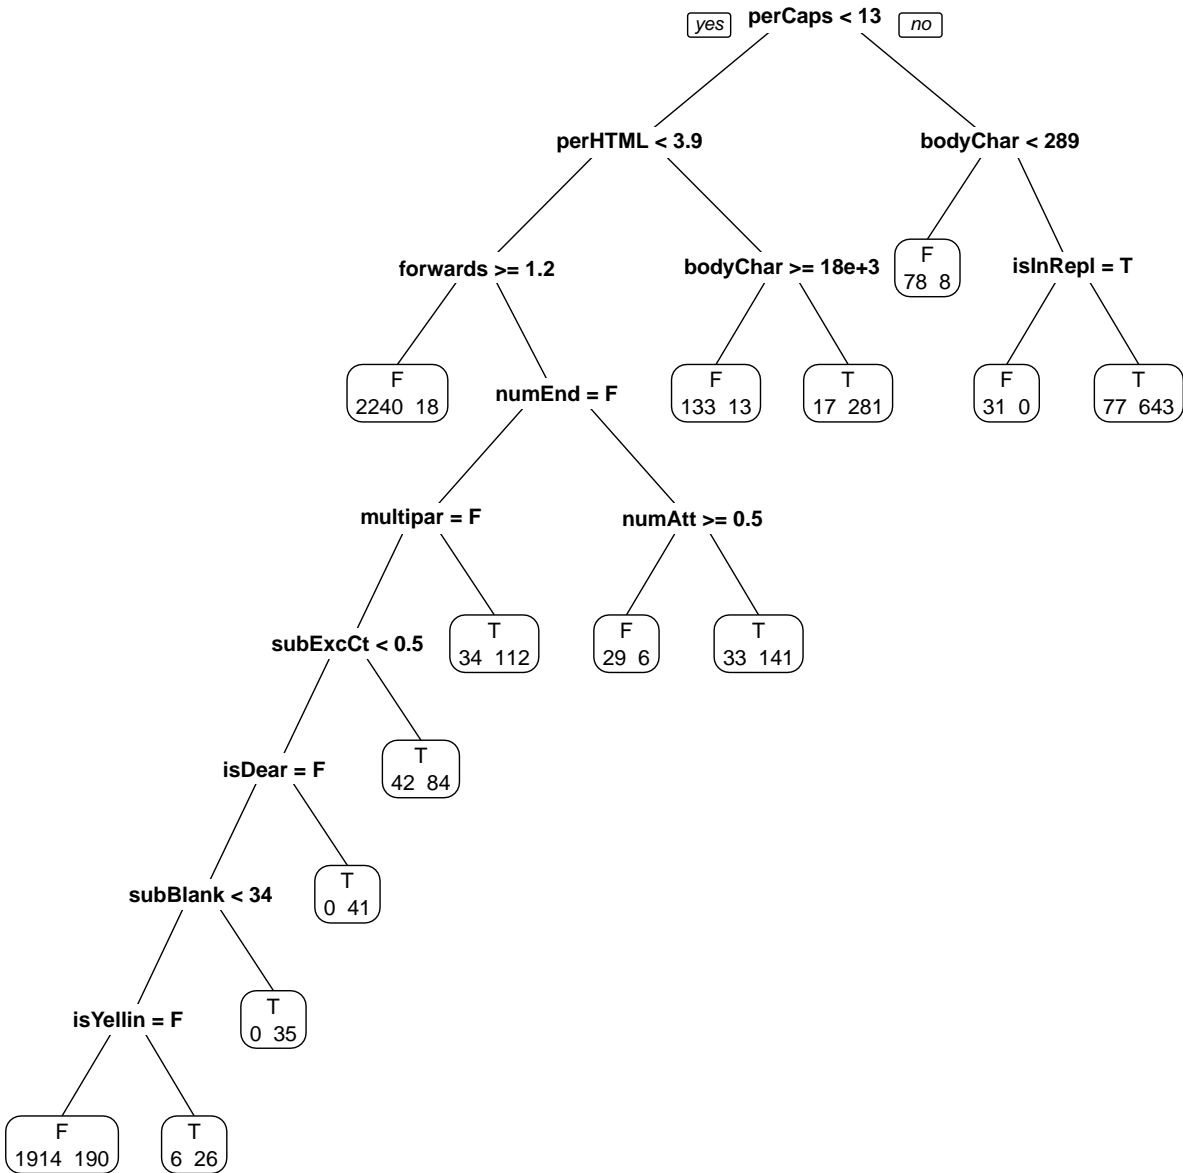 yes perCaps < 13 no
perHTML < 3.9 bodyChar < 289
forwards >= 1.2 bodyChar >= 18e+3 F isInRepl = T
78 8
F numEnd = F F T F T
2240 18 133 13 17 281 31 0 77 643
multipar = F numAtt >= 0.5
subExcCt < 0.5 T F T
34 112 29 6 33 141
isDear = F T
42 84
subBlank < 34 T
0 41
isYellin = F T
0 35
F T
1914 190 6 26